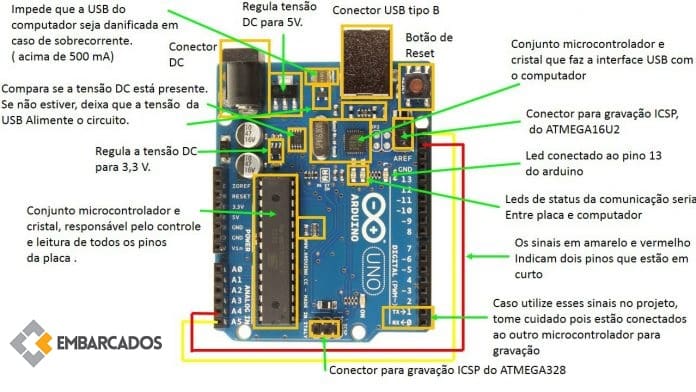 Impede que a USB do
computador seja danificada em
caso de sobrecorrente.
( acima de 500 mA)
Regula tensão
DC para 5V.
Conector USB tipo B
Botão de
Reset
Conector
DC
Conjunto microcontrolador e
cristal que faz a interface USB com
o computador
Compara se a tensão DC está presente.
Se não estiver, deixa que a tensão da
USB Alimente o circuito.
Conector para gravação ICSP,
do ATMEGA16U2
Regula a tensão DC
para 3,3 V.
Led conectado ao pino 13
do arduino
Leds de status da comunicação seria
Entre placa e computador
Conjunto microcontrolador e
cristal, responsável pelo controle
e leitura de todos os pinos
da placa .
Os sinais em amarelo e vermelho
Indicam dois pinos que estão em
curto
Caso utilize esses sinais no projeto,
tome cuidado pois estão conectados
ao outro microcontrolador para
gravação
Conector para gravação ICSP do ATMEGA328
EMBARCADOS
AREF
GND
13
12
~11
~10
~9
8
7
~6
~5
4
~3
2
TX→1
RX←0
DIGITAL (PWM~)
IOREF
RESET
3.3V
5V
GND
GND
Vin
POWER
A0
A1
A2
A3
A4
A5
ANALOG IN
ARDUINO
UNO
ON
L
ICSP